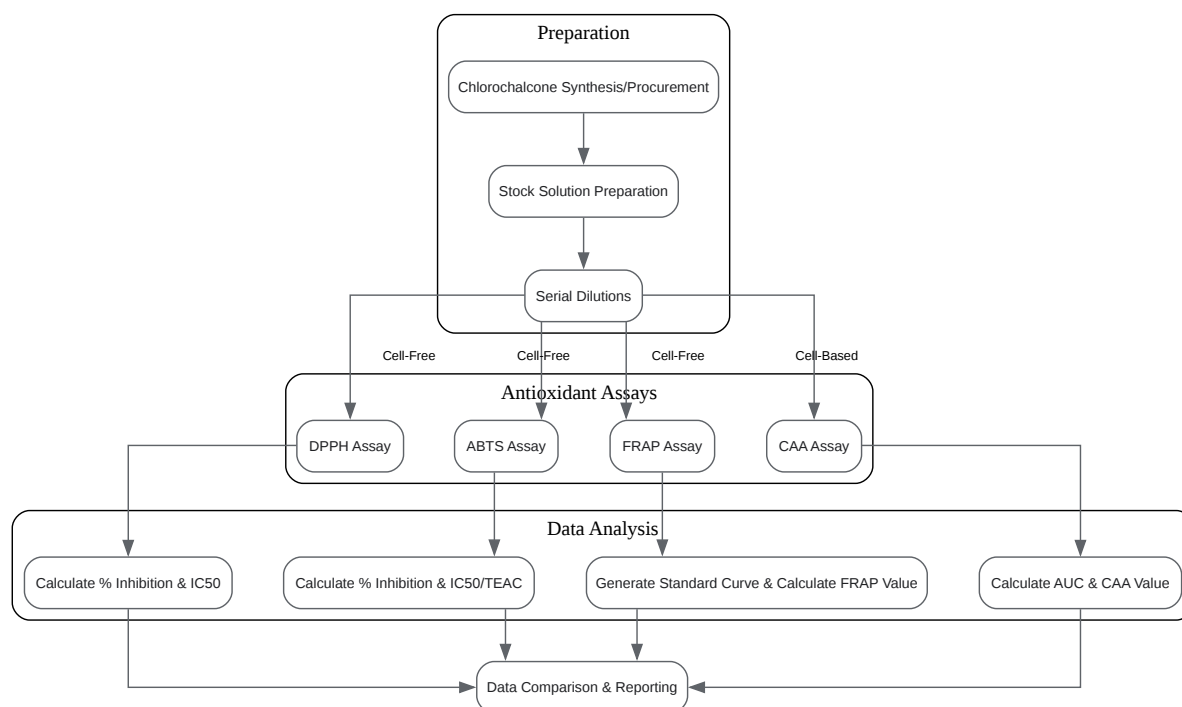 Preparation
Chlorochalcone Synthesis/Procurement
Stock Solution Preparation
Serial Dilutions
Cell-Free
Cell-Free
Cell-Free
Cell-Based
Antioxidant Assays
DPPH Assay
ABTS Assay
FRAP Assay
CAA Assay
Data Analysis
Calculate % Inhibition & IC50
Calculate % Inhibition & IC50/TEAC
Generate Standard Curve & Calculate FRAP Value
Calculate AUC & CAA Value
Data Comparison & Reporting